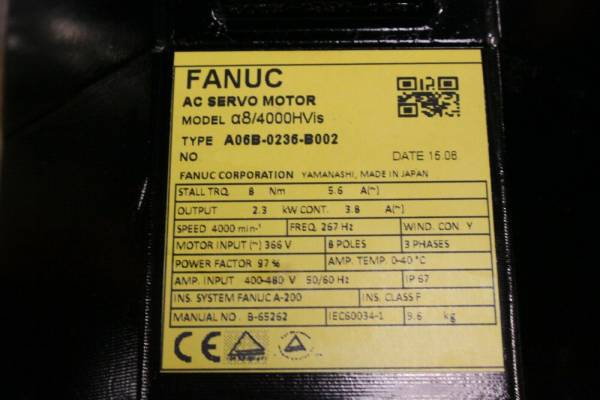 FANUC
AC SERVO MOTOR
MODEL α8/4000HVis
TYPE A06B-0236-B002
NO DATE 15.08
FANUC CORPORATION YAMANASHI, MADE IN JAPAN
STALL TRQ 8 Nm 5.6 A(~)
OUTPUT 2.3 kW CONT. 3.8 A(~)
SPEED 4000 min-¹ FREQ. 267 Hz WIND. CON Y
MOTOR INPUT (~) 366 V 8 POLES 3 PHASES
POWER FACTOR 97 % AMP. TEMP. 0-40 °C
AMP. INPUT 400-480 V 50/60 Hz IP 67
INS. SYSTEM FANUC A-200 INS. CLASS F
MANUAL NO. B-65262 IEC60034-1 9.6 kg
CE